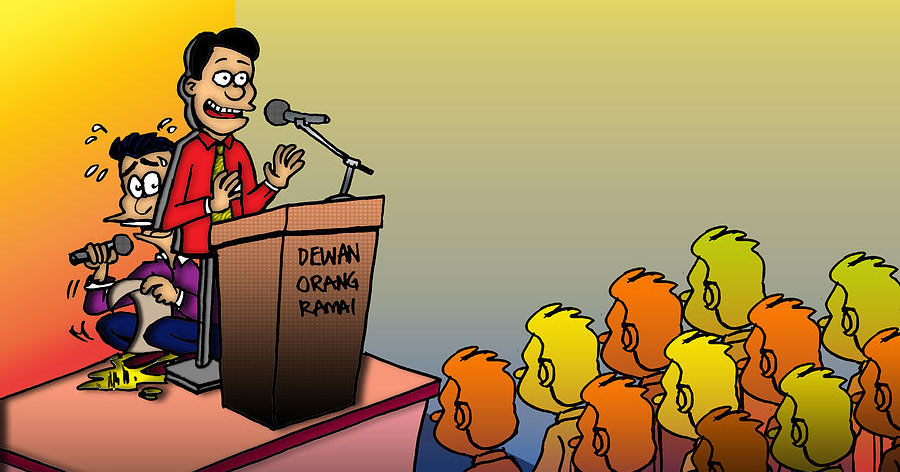 DEWAN
ORANG
RAMAI